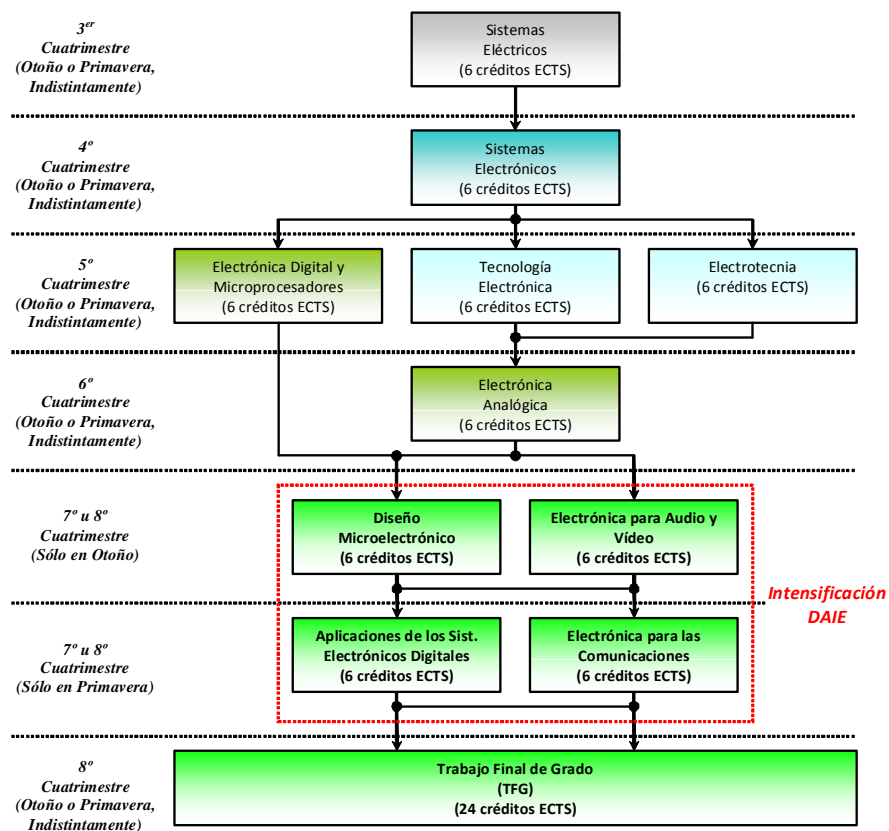 3er
Cuatrimestre
(Otoño o Primavera,
Indistintamente)
Sistemas
Eléctricos
(6 créditos ECTS)
4º
Cuatrimestre
(Otoño o Primavera,
Indistintamente)
Sistemas
Electrónicos
(6 créditos ECTS)
5º
Cuatrimestre
(Otoño o Primavera,
Indistintamente)
Electrónica Digital y
Microprocesadores
(6 créditos ECTS)
Tecnología
Electrónica
(6 créditos ECTS)
Electrotecnia
(6 créditos ECTS)
6º
Cuatrimestre
(Otoño o Primavera,
Indistintamente)
Electrónica
Analógica
(6 créditos ECTS)
7º u 8º
Cuatrimestre
(Sólo en Otoño)
Diseño
Microelectrónico
(6 créditos ECTS)
Electrónica para Audio y
Vídeo
(6 créditos ECTS)
Intensificación
DAIE
7º u 8º
Cuatrimestre
(Sólo en Primavera)
Aplicaciones de los Sist.
Electrónicos Digitales
(6 créditos ECTS)
Electrónica para las
Comunicaciones
(6 créditos ECTS)
8º
Cuatrimestre
(Otoño o Primavera,
Indistintamente)
Trabajo Final de Grado
(TFG)
(24 créditos ECTS)